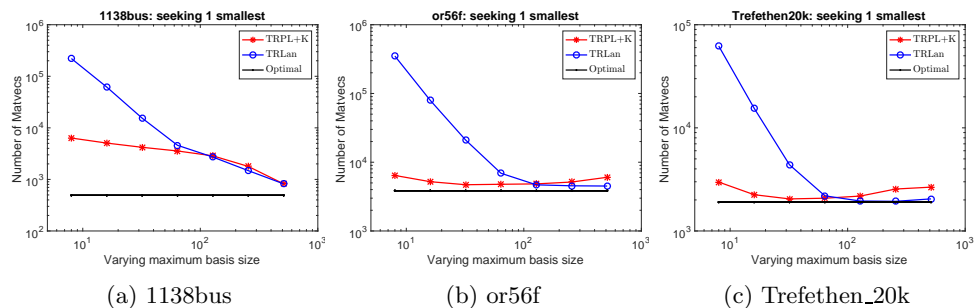 1138bus: seeking 1 smallest
Number of Matvecs
10^6
10^5
10^4
10^3
10^2
10^1
10^2
10^3
Varying maximum basis size
TRPL+K
TRLan
Optimal
(a) 1138bus
or56f: seeking 1 smallest
Number of Matvecs
10^6
10^5
10^4
10^3
10^1
10^2
10^3
Varying maximum basis size
TRPL+K
TRLan
Optimal
(b) or56f
Trefethen20k: seeking 1 smallest
Number of Matvecs
10^5
10^4
10^3
10^1
10^2
10^3
Varying maximum basis size
TRPL+K
TRLan
Optimal
(c) Trefethen_20k